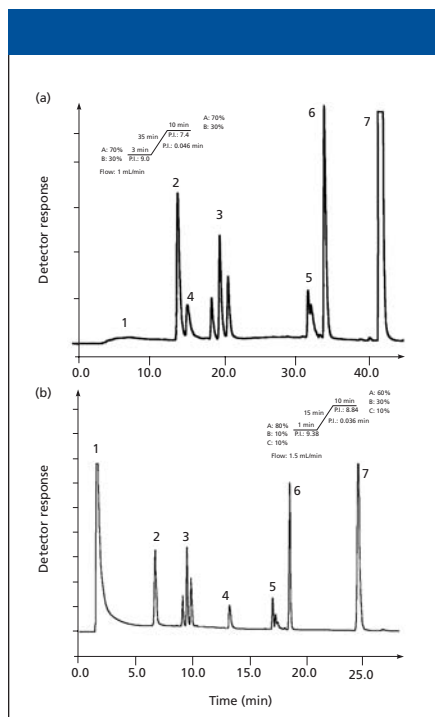 (a)
10 min
A: 70%
B: 30%
35 min
P.I.: 7.4
A: 70%
B: 30%
3 min
P.I.: 0.046 min
P.I.: 9.0
Flow: 1 mL/min
6
7
2
3
4
5
1
Detector response
0.0
10.0
20.0
30.0
40.0
(b)
10 min
A: 60%
B: 30%
C: 10%
15 min
P.I.: 8.84
A: 80%
B: 10%
C: 10%
1 min
P.I.: 0.036 min
P.I.: 9.38
Flow: 1.5 mL/min
1
6
7
2
3
4
5
Detector response
0.0
5.0
10.0
15.0
20.0
25.0
Time (min)